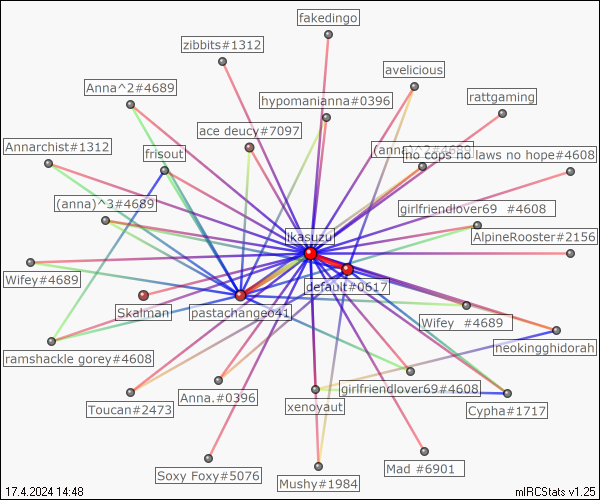 fakedingo
zibbits#1312
avelicious
Anna^2#4689
hypomanianna#0396
rattgaming
ace deucy#7097
Annarchist#1312
frisout
(anna)^2#4689
no cops no laws no hope#4608
(anna)^3#4689
girlfriendlover69 #4608
ikasuzu
AlpineRooster#2156
Wifey#4689
default#0617
Skalman
pastachangeo41
Wifey #4689
neokingghidorah
ramshackle gorey#4608
girlfriendlover69#4608
Anna.#0396
Toucan#2473
xenoyaut
Cypha#1717
Soxy Foxy#5076
Mad #6901
Mushy#1984
17.4.2024 14:48
mIRCStats v1.25